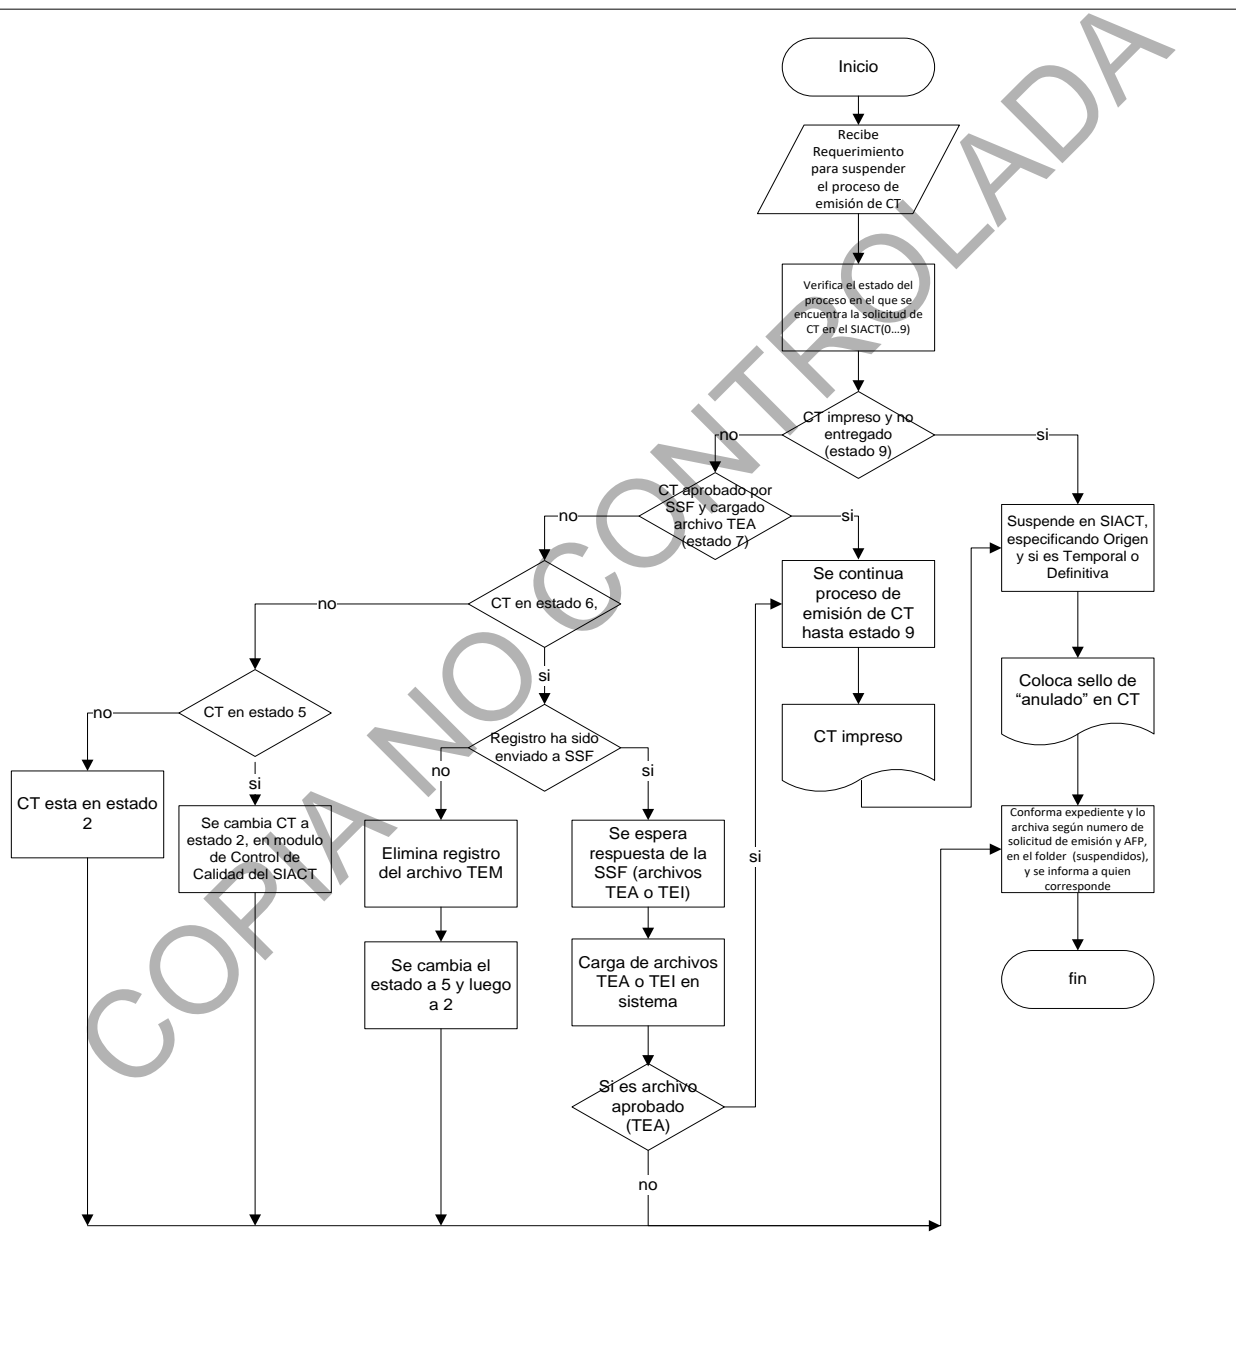 Inicio
Recibe
Requerimiento
para suspender
el proceso de
emisión de CT
Verifica el estado del
proceso en el que se
encuentra la solicitud de
CT en el SIACT(0...9)
CT impreso y no
entregado
(estado 9)
no
si
CT aprobado por
SSF y cargado
archivo TEA
(estado 7)
no
si
Suspende en SIACT,
especificando Origen
y si es Temporal o
Definitiva
Se continua
proceso de
emisión de CT
hasta estado 9
CT en estado 6,
no
si
Coloca sello de
“anulado” en CT
CT impreso
CT en estado 5
no
si
Registro ha sido
enviado a SSF
no
si
CT esta en estado
2
Se cambia CT a
estado 2, en modulo
de Control de
Calidad del SIACT
Elimina registro
del archivo TEM
Se espera
respuesta de la
SSF (archivos
TEA o TEI)
si
Conforma expediente y lo
archiva según numero de
solicitud de emisión y AFP,
en el folder (suspendidos),
y se informa a quien
corresponde
Se cambia el
estado a 5 y luego
a 2
Carga de archivos
TEA o TEI en
sistema
fin
Si es archivo
aprobado
(TEA)
no
COPIA NO CONTROLADA